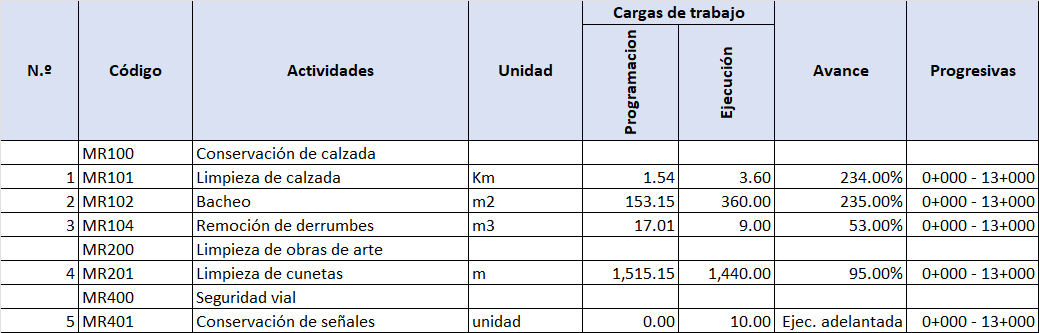 Cargas de trabajo
N.º Código Actividades Unidad Programacion Ejecución Avance Progresivas
MR100 Conservación de calzada
1 MR101 Limpieza de calzada Km 1.54 3.60 234.00% 0+000 - 13+000
2 MR102 Bacheo m2 153.15 360.00 235.00% 0+000 - 13+000
3 MR104 Remoción de derrumbes m3 17.01 9.00 53.00% 0+000 - 13+000
MR200 Limpieza de obras de arte
4 MR201 Limpieza de cunetas m 1,515.15 1,440.00 95.00% 0+000 - 13+000
MR400 Seguridad vial
5 MR401 Conservación de señales unidad 0.00 10.00 Ejec. adelantada 0+000 - 13+000